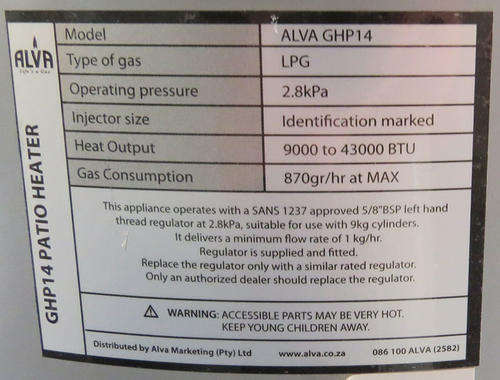 ALVA
Life's a Gas
GHP14 PATIO HEATER
Model ALVA GHP14
Type of gas LPG
Operating pressure 2.8kPa
Injector size Identification marked
Heat Output 9000 to 43000 BTU
Gas Consumption 870gr/hr at MAX
This appliance operates with a SANS 1237 approved 5/8"BSP left hand
thread regulator at 2.8kPa, suitable for use with 9kg cylinders.
It delivers a minimum flow rate of 1 kg/hr.
Regulator is supplied and fitted.
Replace the regulator only with a similar rated regulator.
Only an authorized dealer should replace the regulator.
WARNING: ACCESSIBLE PARTS MAY BE VERY HOT.
KEEP YOUNG CHILDREN AWAY.
Distributed by Alva Marketing (Pty) Ltd www.alva.co.za 086 100 ALVA (2582)